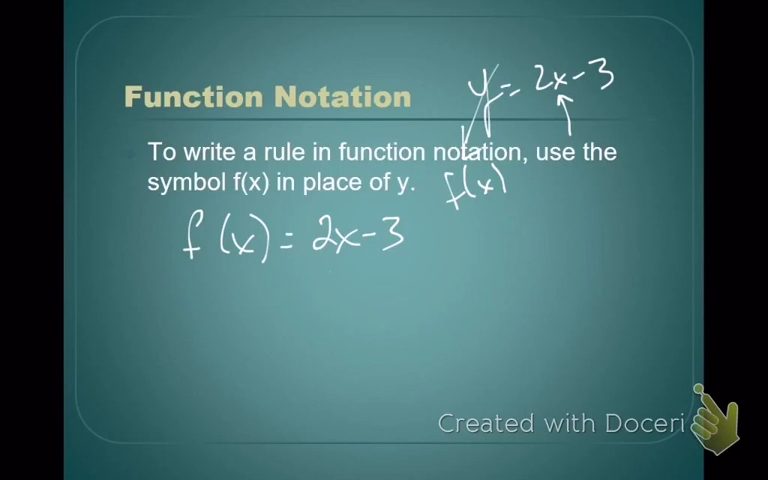 Function Notation
y = 2x - 3
To write a rule in function notation, use the
symbol f(x) in place of y.
f(x)
f(x) = 2x - 3
Created with Doceri